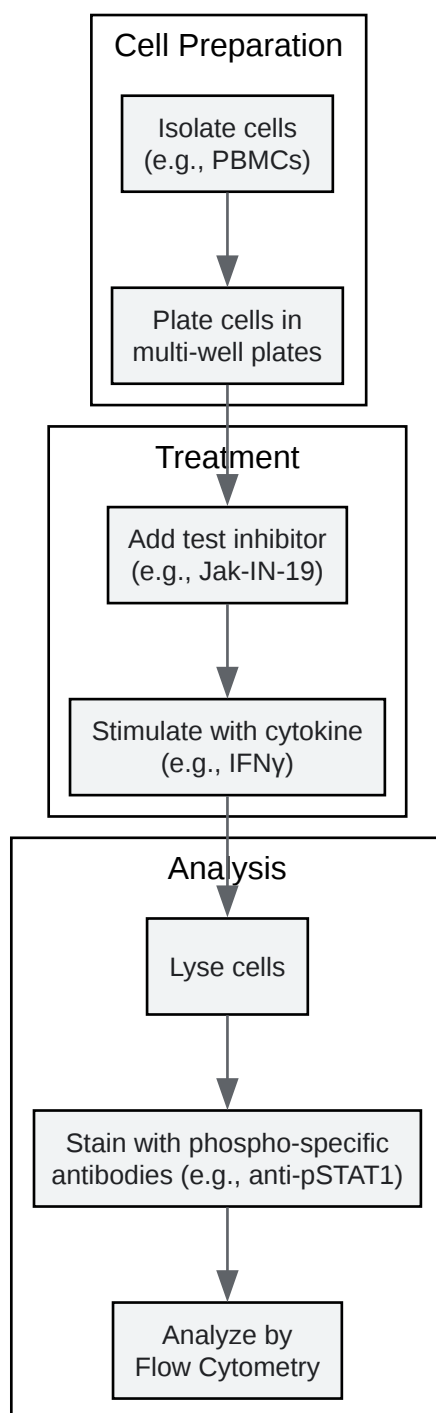 Cell Preparation
Isolate cells
(e.g., PBMCs)
Plate cells in
multi-well plates
Treatment
Add test inhibitor
(e.g., Jak-IN-19)
Stimulate with cytokine
(e.g., IFNγ)
Analysis
Lyse cells
Stain with phospho-specific
antibodies (e.g., anti-pSTAT1)
Analyze by
Flow Cytometry